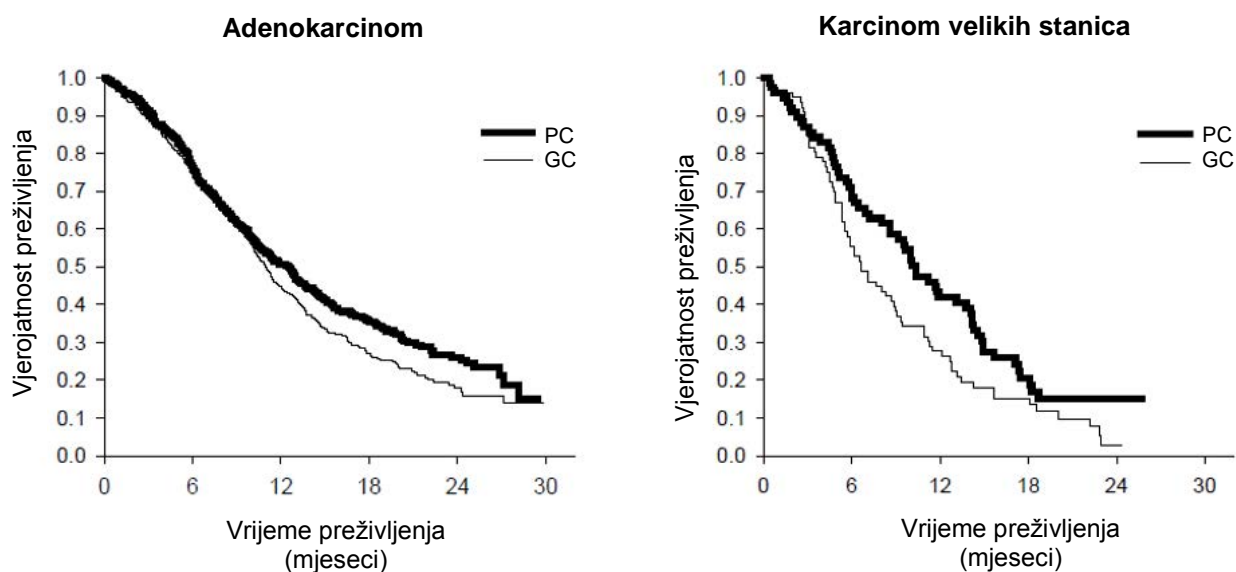 Adenokarcinom
Vjerojatnost preživljenja
1.0
0.9
0.8
0.7
0.6
0.5
0.4
0.3
0.2
0.1
0.0
PC
GC
0 6 12 18 24 30
Vrijeme preživljenja
(mjeseci)
Karcinom velikih stanica
Vjerojatnost preživljenja
1.0
0.9
0.8
0.7
0.6
0.5
0.4
0.3
0.2
0.1
0.0
PC
GC
0 6 12 18 24 30
Vrijeme preživljenja
(mjeseci)